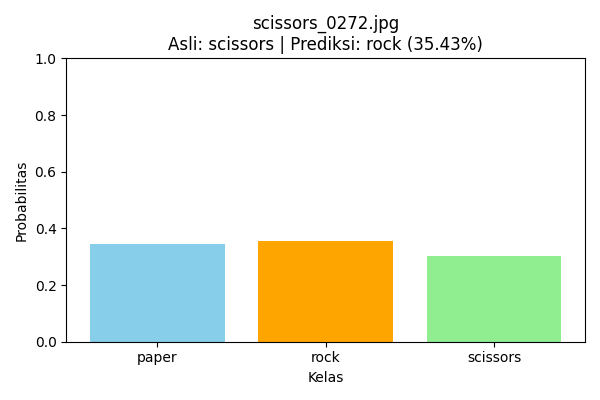 scissors_0272.jpg
Asli: scissors | Prediksi: rock (35.43%)
1.0
0.8
0.6
0.4
0.2
0.0
Probabilitas
paper rock scissors
Kelas